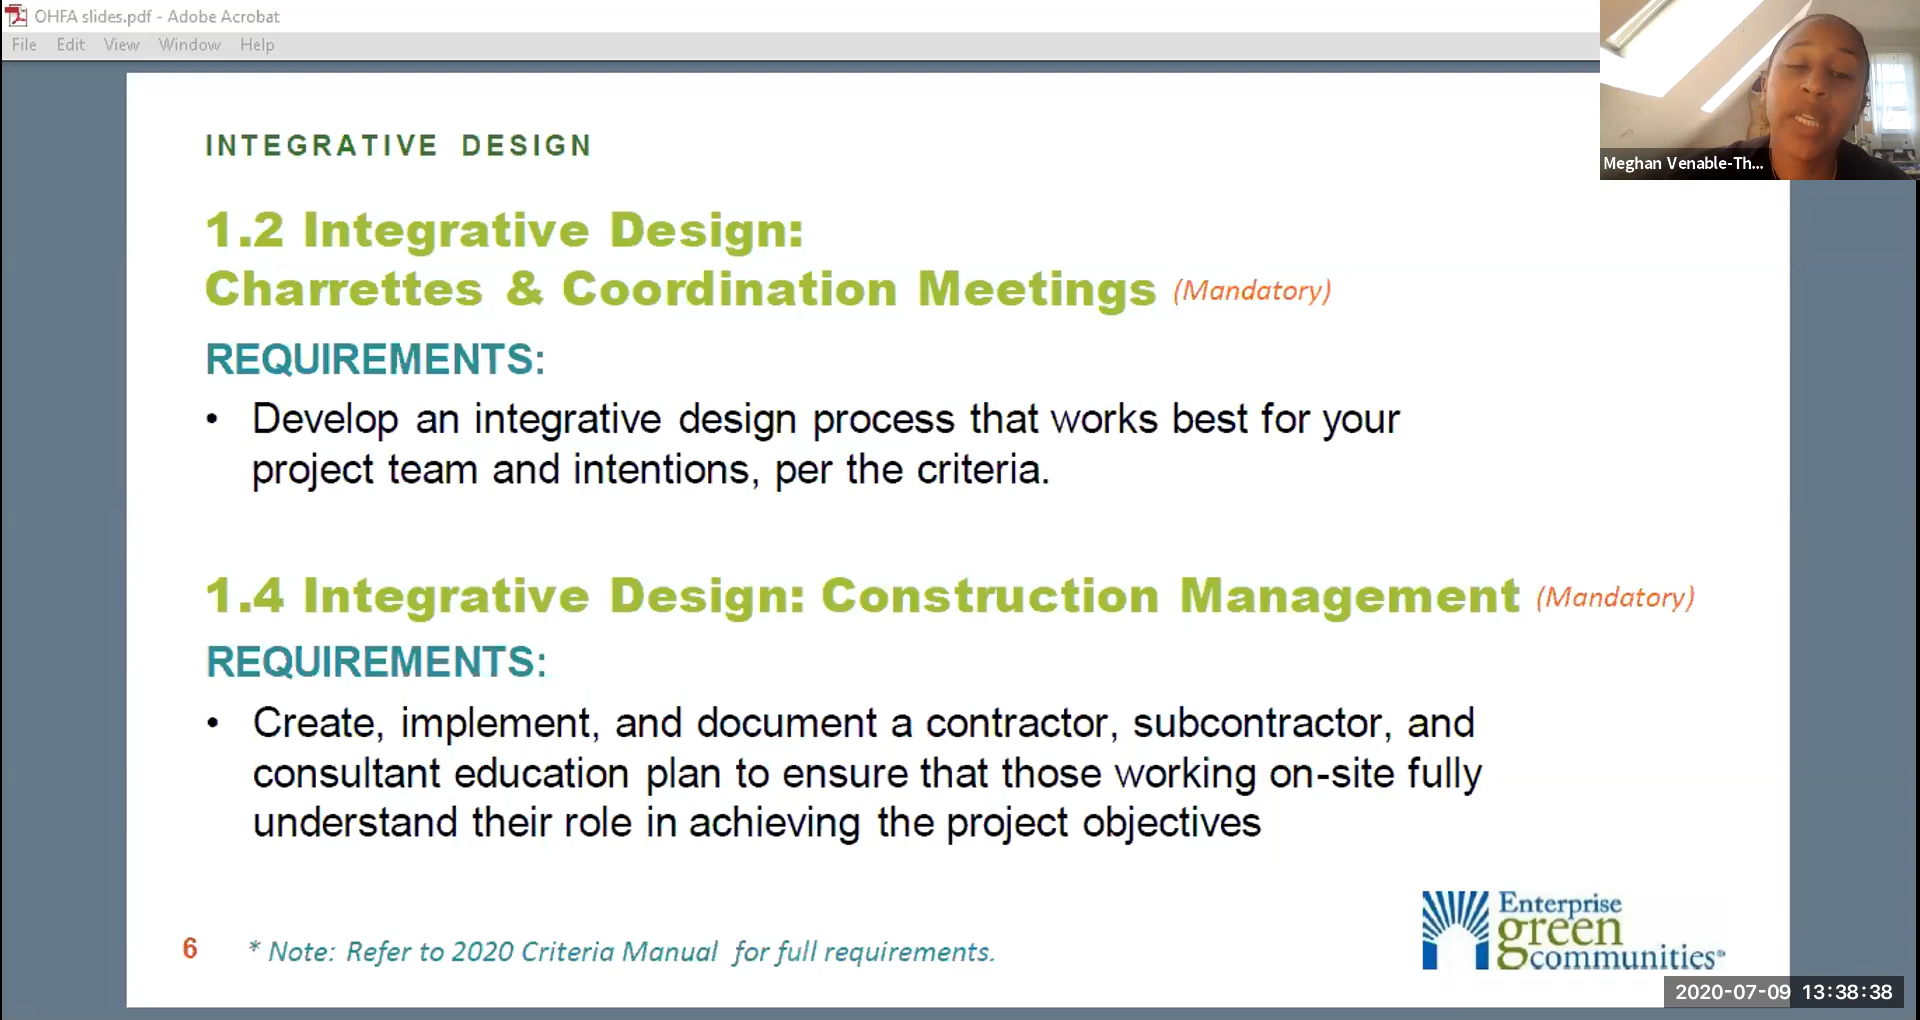 OHFA slides.pdf - Adobe Acrobat
File Edit View Window Help
Meghan Venable-Th...
INTEGRATIVE DESIGN
1.2 Integrative Design:
Charrettes & Coordination Meetings (Mandatory)
REQUIREMENTS:
• Develop an integrative design process that works best for your
project team and intentions, per the criteria.
1.4 Integrative Design: Construction Management (Mandatory)
REQUIREMENTS:
• Create, implement, and document a contractor, subcontractor, and
consultant education plan to ensure that those working on-site fully
understand their role in achieving the project objectives
6 * Note: Refer to 2020 Criteria Manual for full requirements.
Enterprise
green
communities
2020-07-09 13:38:38